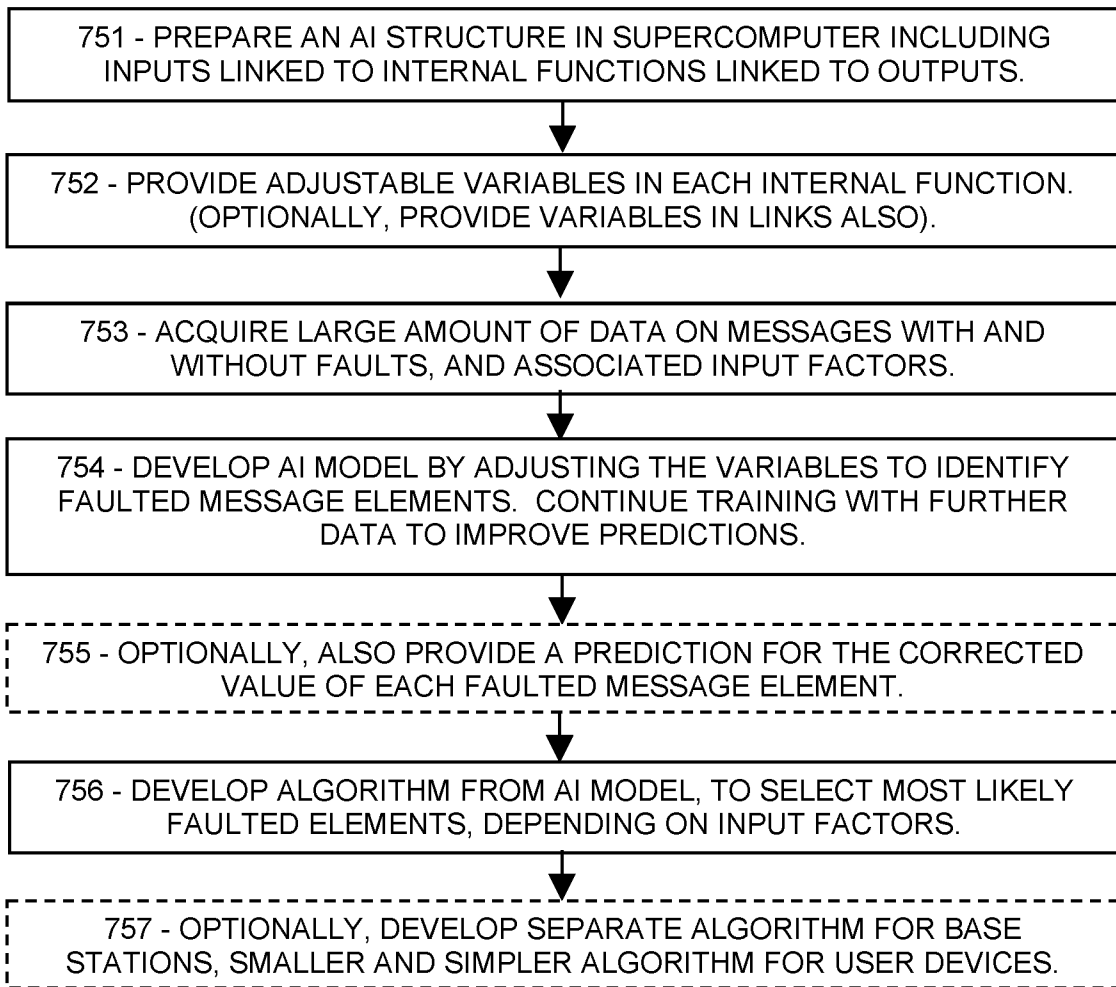 751 - PREPARE AN AI STRUCTURE IN SUPERCOMPUTER INCLUDING
INPUTS LINKED TO INTERNAL FUNCTIONS LINKED TO OUTPUTS.
752 - PROVIDE ADJUSTABLE VARIABLES IN EACH INTERNAL FUNCTION.
(OPTIONALLY, PROVIDE VARIABLES IN LINKS ALSO).
753 - ACQUIRE LARGE AMOUNT OF DATA ON MESSAGES WITH AND
WITHOUT FAULTS, AND ASSOCIATED INPUT FACTORS.
754 - DEVELOP AI MODEL BY ADJUSTING THE VARIABLES TO IDENTIFY
FAULTED MESSAGE ELEMENTS. CONTINUE TRAINING WITH FURTHER
DATA TO IMPROVE PREDICTIONS.
755 - OPTIONALLY, ALSO PROVIDE A PREDICTION FOR THE CORRECTED
VALUE OF EACH FAULTED MESSAGE ELEMENT.
756 - DEVELOP ALGORITHM FROM AI MODEL, TO SELECT MOST LIKELY
FAULTED ELEMENTS, DEPENDING ON INPUT FACTORS.
757 - OPTIONALLY, DEVELOP SEPARATE ALGORITHM FOR BASE
STATIONS, SMALLER AND SIMPLER ALGORITHM FOR USER DEVICES.